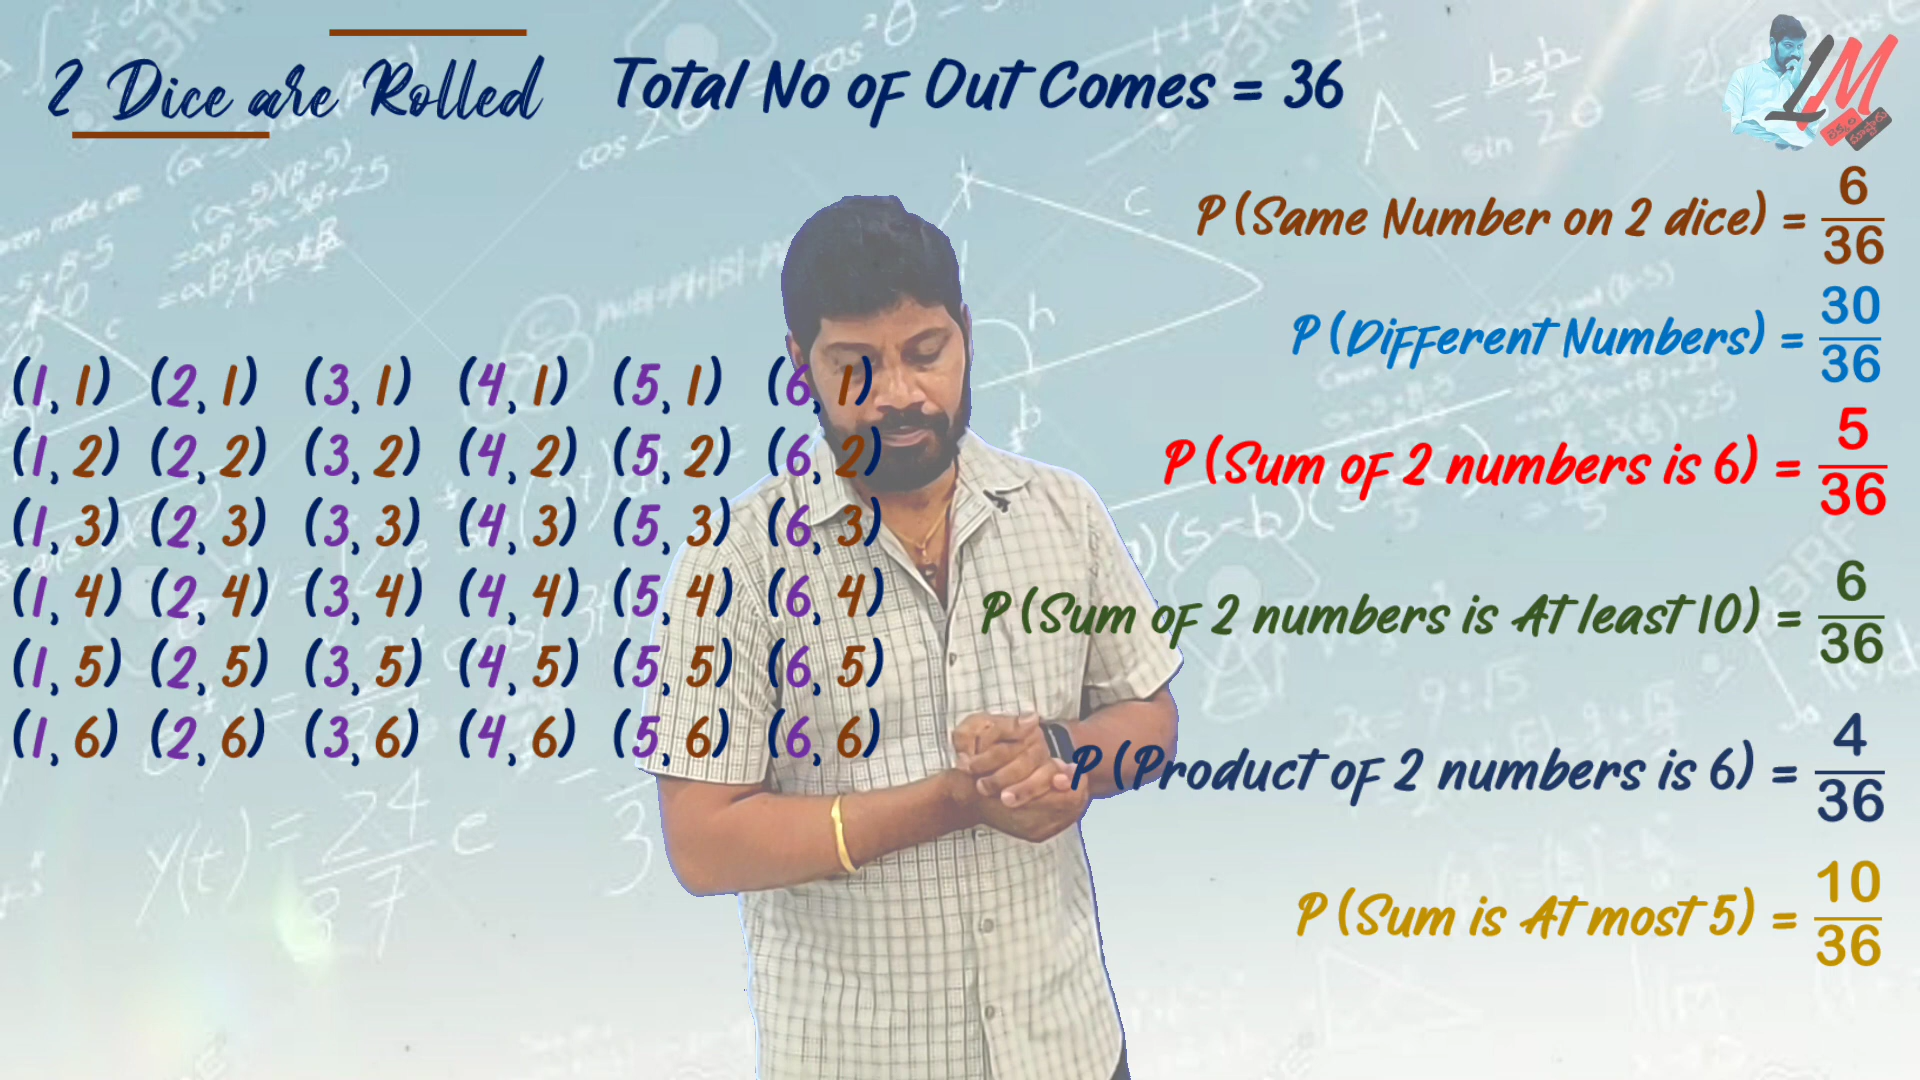 2 Dice are Rolled
Total No of Out Comes = 36
LM
(1, 1) (2, 1) (3, 1) (4, 1) (5, 1) (6, 1)
(1, 2) (2, 2) (3, 2) (4, 2) (5, 2) (6, 2)
(1, 3) (2, 3) (3, 3) (4, 3) (5, 3) (6, 3)
(1, 4) (2, 4) (3, 4) (4, 4) (5, 4) (6, 4)
(1, 5) (2, 5) (3, 5) (4, 5) (5, 5) (6, 5)
(1, 6) (2, 6) (3, 6) (4, 6) (5, 6) (6, 6)
P (Same Number on 2 dice) = 6/36
P (Different Numbers) = 30/36
P (Sum of 2 numbers is 6) = 5/36
P (Sum of 2 numbers is At least 10) = 6/36
P (Product of 2 numbers is 6) = 4/36
P (Sum is At most 5) = 10/36